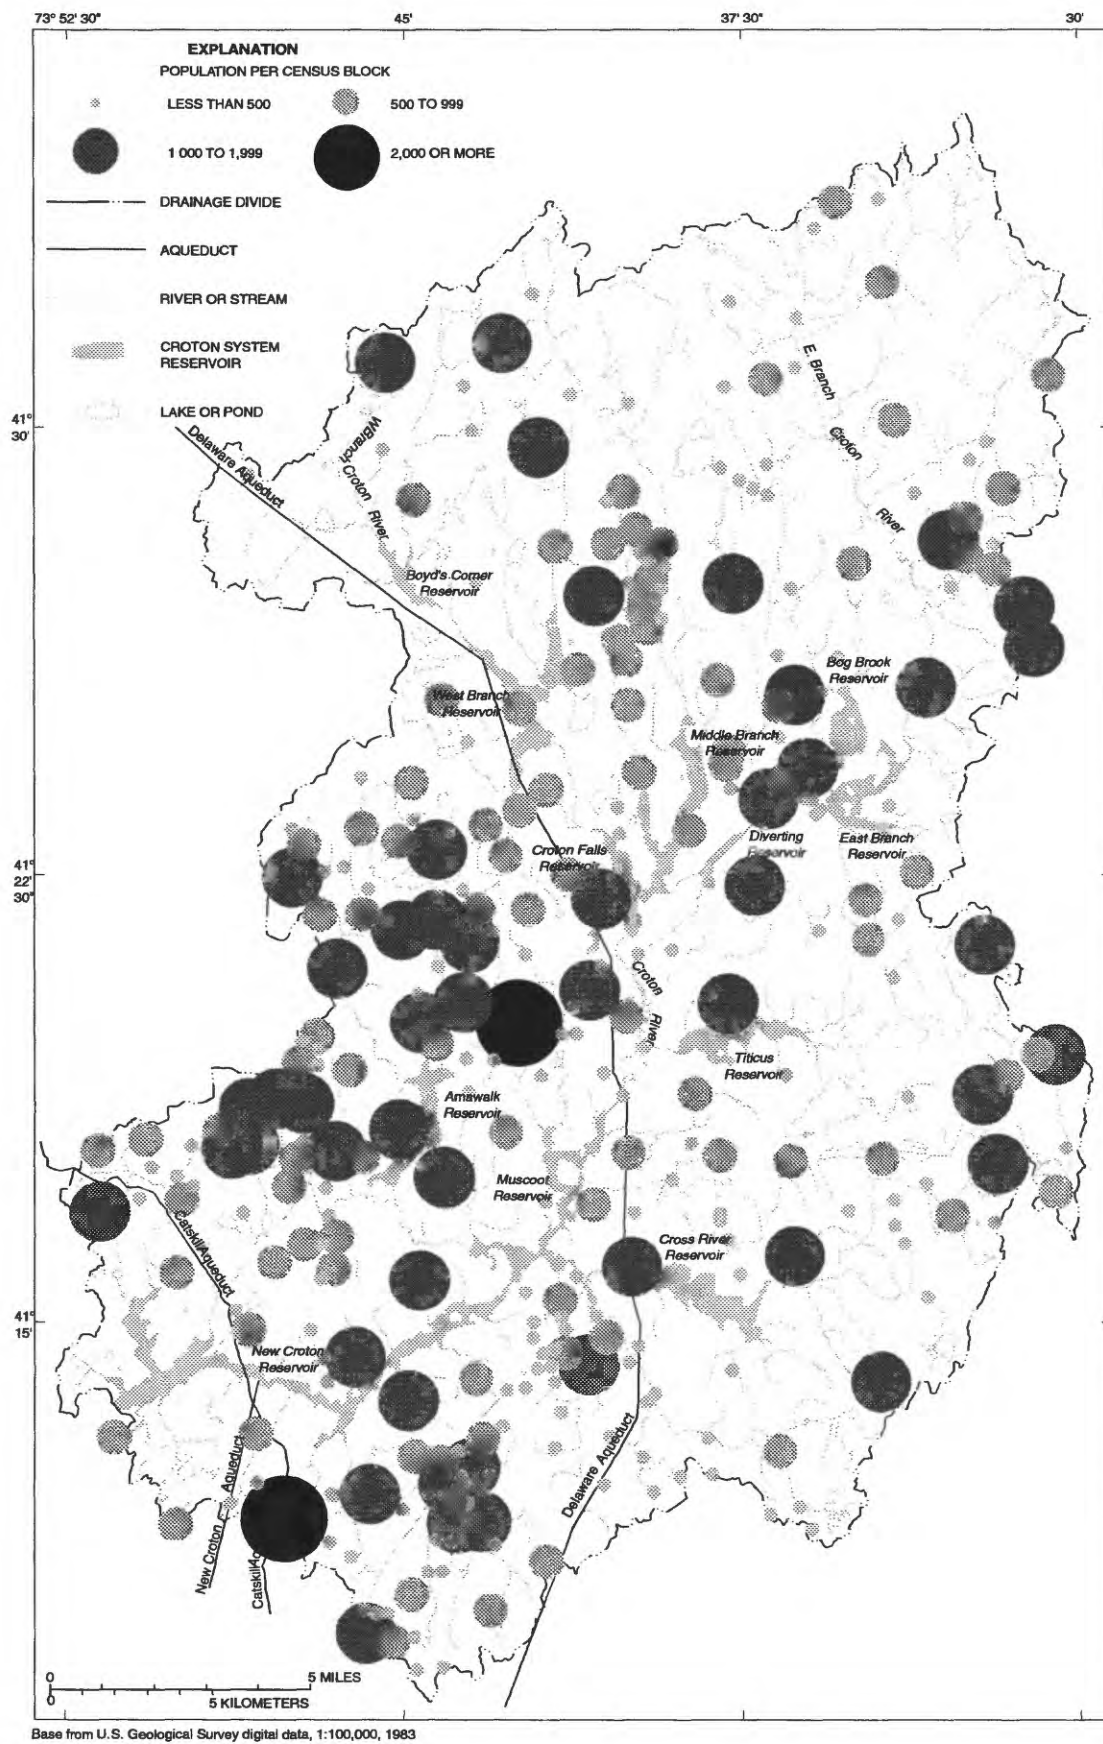 73° 52' 30"
45'
37' 30"
30'
EXPLANATION
POPULATION PER CENSUS BLOCK
LESS THAN 500
500 TO 999
1 000 TO 1,999
2,000 OR MORE
DRAINAGE DIVIDE
AQUEDUCT
RIVER OR STREAM
CROTON SYSTEM
RESERVOIR
LAKE OR POND
41°
30'
Delaware Aqueduct
W.Branch
Croton River
E. Branch
Croton
River
Boyd's Corner
Reservoir
Bog Brook
Reservoir
West Branch
Reservoir
Middle Branch
Reservoir
Diverting
Reservoir
East Branch
Reservoir
Croton Falls
Reservoir
41°
22'
30"
Croton
River
Titicus
Reservoir
Amawalk
Reservoir
Muscoot
Reservoir
Catskill Aqueduct
Cross River
Reservoir
41°
15'
New Croton
Reservoir
Delaware Aqueduct
New Croton Aqueduct
Catskill Aq
0
5 MILES
0
5 KILOMETERS
Base from U.S. Geological Survey digital data, 1:100,000, 1983